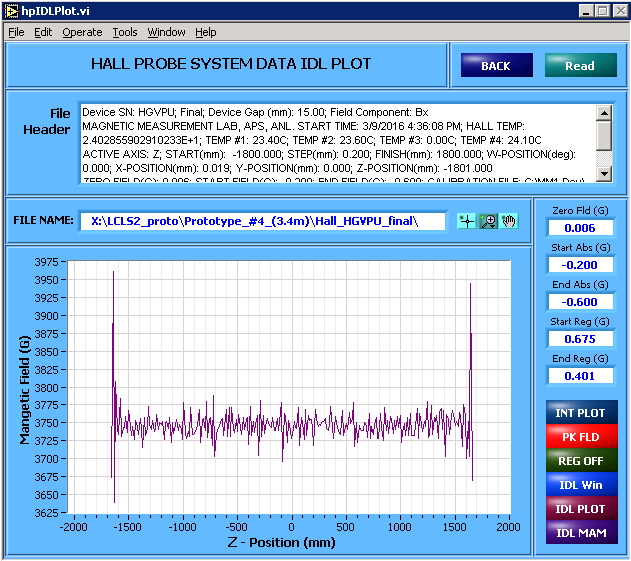 hpIDLPlot.vi
File Edit Operate Tools Window Help
HALL PROBE SYSTEM DATA IDL PLOT
BACK
Read
File Header
Device SN: HGVPU; Final; Device Gap (mm): 15.00; Field Component: Bx
MAGNETIC MEASUREMENT LAB, APS, ANL. START TIME: 3/9/2016 4:36:08 PM; HALL TEMP:
2.402855902910233E+1; TEMP #1: 23.40C; TEMP #2: 23.60C; TEMP #3: 0.00C; TEMP #4: 24.10C
ACTIVE AXIS: Z; START(mm): -1800.000; STEP(mm): 0.200; FINISH(mm): 1800.000; W-POSITION(deg):
0.000; X-POSITION(mm): 0.019; Y-POSITION(mm): 0.000; Z-POSITION(mm): -1801.000
ZERO FIELD(G): 0.006; START FIELD(G): -0.200; END FIELD(G): -0.600; CALIBRATION FILE: C:\MM1 Dev\
FILE NAME:
X:\LCLS2_proto\Prototype_#4_(3.4m)\Hall_HGVPU_final\
Zero Fld (G)
0.006
Start Abs (G)
-0.200
End Abs (G)
-0.600
Start Reg (G)
0.675
End Reg (G)
0.401
INT PLOT
PK FLD
REG OFF
IDL Win
IDL PLOT
IDL MAM
Mangetic Field (G)
3975
3950
3925
3900
3875
3850
3825
3800
3775
3750
3725
3700
3675
3650
3625
-2000 -1500 -1000 -500 0 500 1000 1500 2000
Z - Position (mm)